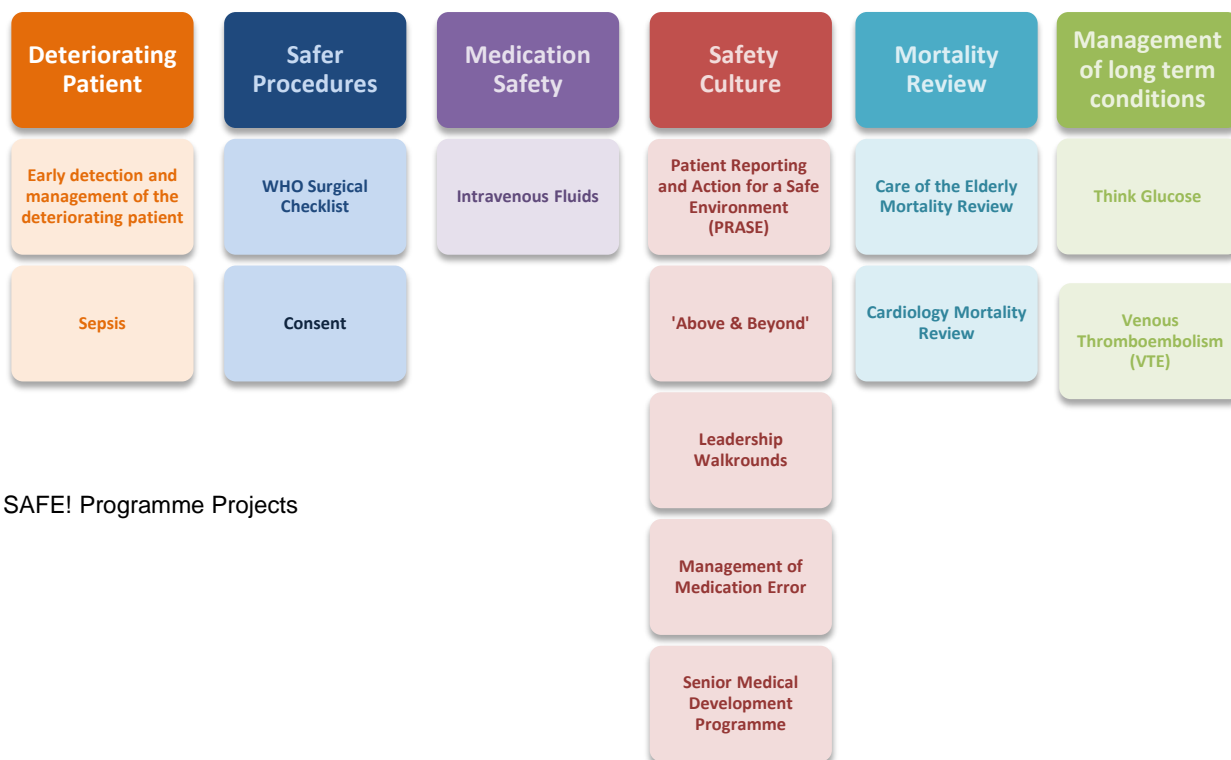 Deteriorating
Patient
Early detection and
management of the
deteriorating patient
Sepsis
Safer
Procedures
WHO Surgical
Checklist
Consent
Medication
Safety
Intravenous Fluids
Safety
Culture
Patient Reporting
and Action for a Safe
Environment
(PRASE)
'Above & Beyond'
Leadership
Walkrounds
Management of
Medication Error
Senior Medical
Development
Programme
Mortality
Review
Care of the Elderly
Mortality Review
Cardiology Mortality
Review
Management
of long term
conditions
Think Glucose
Venous
Thromboembolism
(VTE)
SAFE! Programme Projects